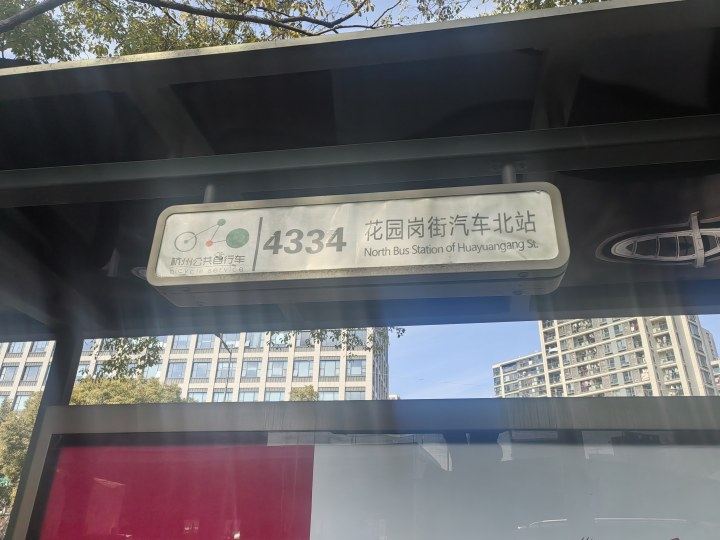 杭州公共自行车
bicycle service
4334
花园岗街汽车北站
North Bus Station of Huayuangang St.